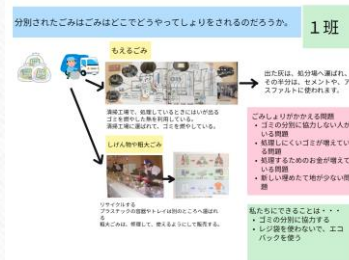 分別されたごみはごみはどこでどうやってしょりをされるのだろうか。
1班
もえるごみ
清掃工場で、処理しているときにはいが出る
ゴミを燃やした熱を利用している。
清掃工場に運ばれて、ゴミを燃やしている。
出た灰は、処分場へ運ばれ、
その半分は、セメントや、ア
スファルトに使われます。
しげん物や粗大ごみ
リサイクルする
プラスチックの容器やトレイは別のところへ運ばれ
る
粗大ごみは、修理して、使えるようにして販売する。
ごみしょりがかかえる問題
• ゴミの分別に協力しない人が
いる問題
• 処理しにくいゴミが増えてい
る問題
• 処理するためのお金が増えて
いる問題
• 新しい埋めたて地が少ない問
題
私たちにできることは・・・
• ゴミの分別に協力する
• レジ袋を使わないで、エコ
バックを使う